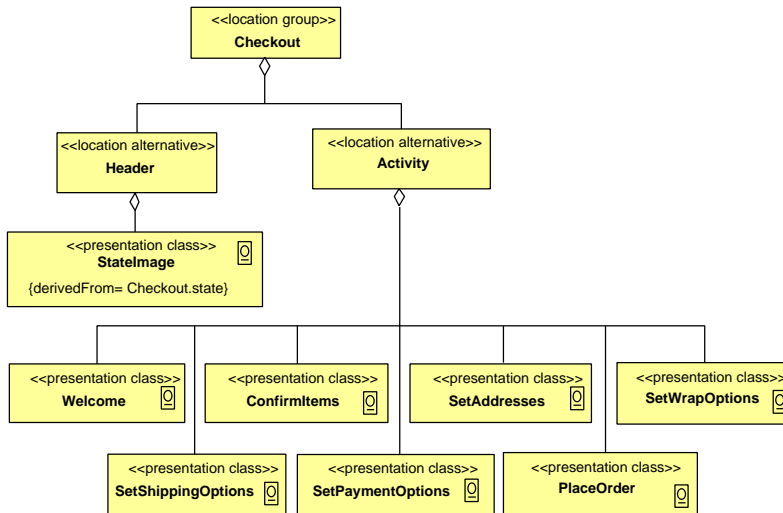 <<location group>>
Checkout
<<location alternative>>
Header
<<location alternative>>
Activity
<<presentation class>>
StateImage
{derivedFrom= Checkout.state}
<<presentation class>>
Welcome
<<presentation class>>
ConfirmItems
<<presentation class>>
SetAddresses
<<presentation class>>
SetWrapOptions
<<presentation class>>
SetShippingOptions
<<presentation class>>
SetPaymentOptions
<<presentation class>>
PlaceOrder